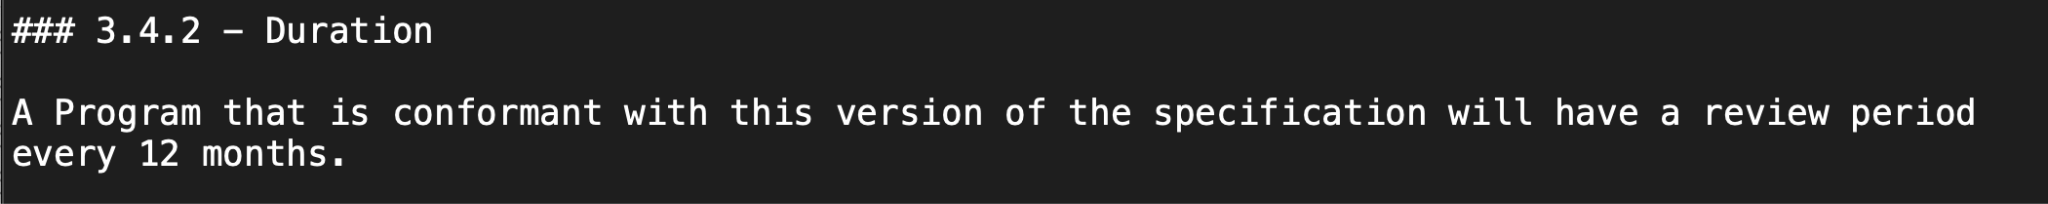 ### 3.4.2 - Duration
A Program that is conformant with this version of the specification will have a review period
every 12 months.